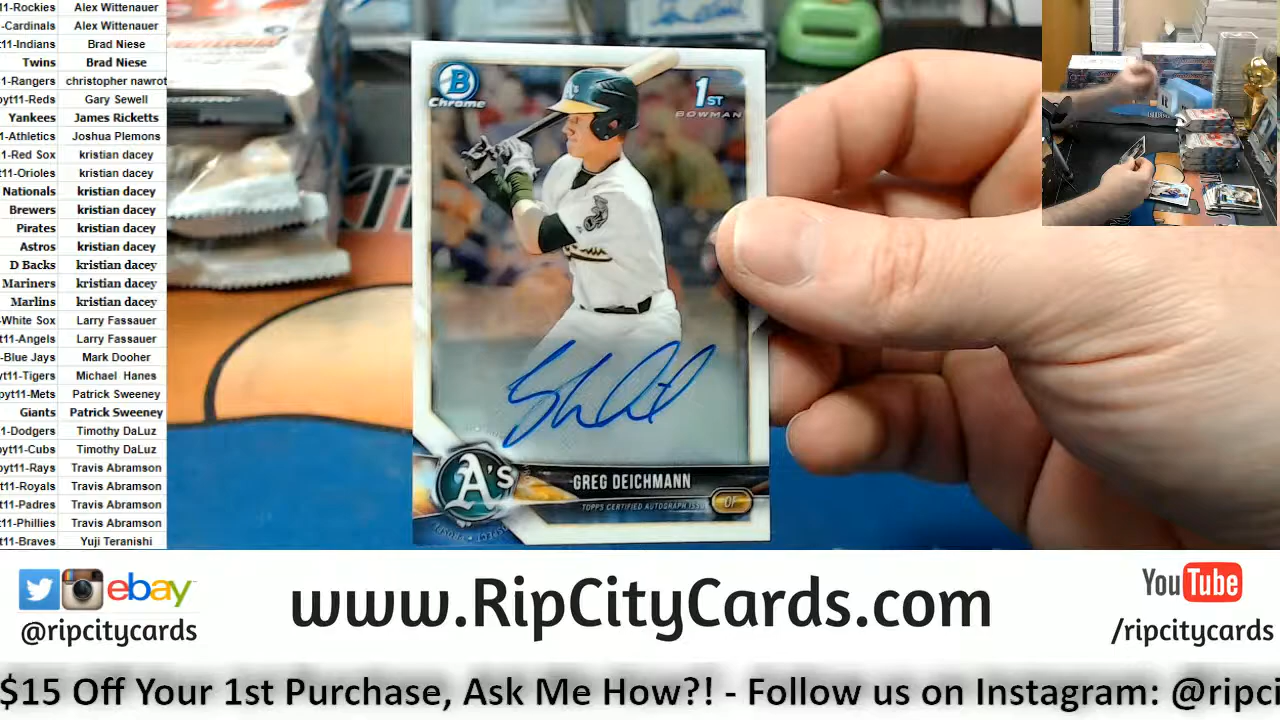 11-Rockies Alex Wittenauer
-Cardinals Alex Wittenauer
t11-Indians Brad Niese
Twins Brad Niese
1-Rangers christopher nawrot
pyt11-Reds Gary Sewell
Yankees James Ricketts
1-Athletics Joshua Plemons
11-Red Sox kristian dacey
t11-Orioles kristian dacey
Nationals kristian dacey
Brewers kristian dacey
Pirates kristian dacey
Astros kristian dacey
D Backs kristian dacey
Mariners kristian dacey
Marlins kristian dacey
-White Sox Larry Fassauer
yt11-Angels Larry Fassauer
-Blue Jays Mark Dooher
yt11-Tigers Michael Hanes
pyt11-Mets Patrick Sweeney
Giants Patrick Sweeney
1-Dodgers Timothy DaLuz
t11-Cubs Timothy DaLuz
pyt11-Rays Travis Abramson
t11-Royals Travis Abramson
t11-Padres Travis Abramson
t11-Phillies Travis Abramson
t11-Braves Yuji Teranishi
B
Chrome
1ST
BOWMAN
A's
GREG DEICHMANN
TOPPS CERTIFIED AUTOGRAPH ISSUE
OF
ebay
@ripcitycards
www.RipCityCards.com
YouTube
/ripcitycards
$15 Off Your 1st Purchase, Ask Me How?! - Follow us on Instagram: @ripci